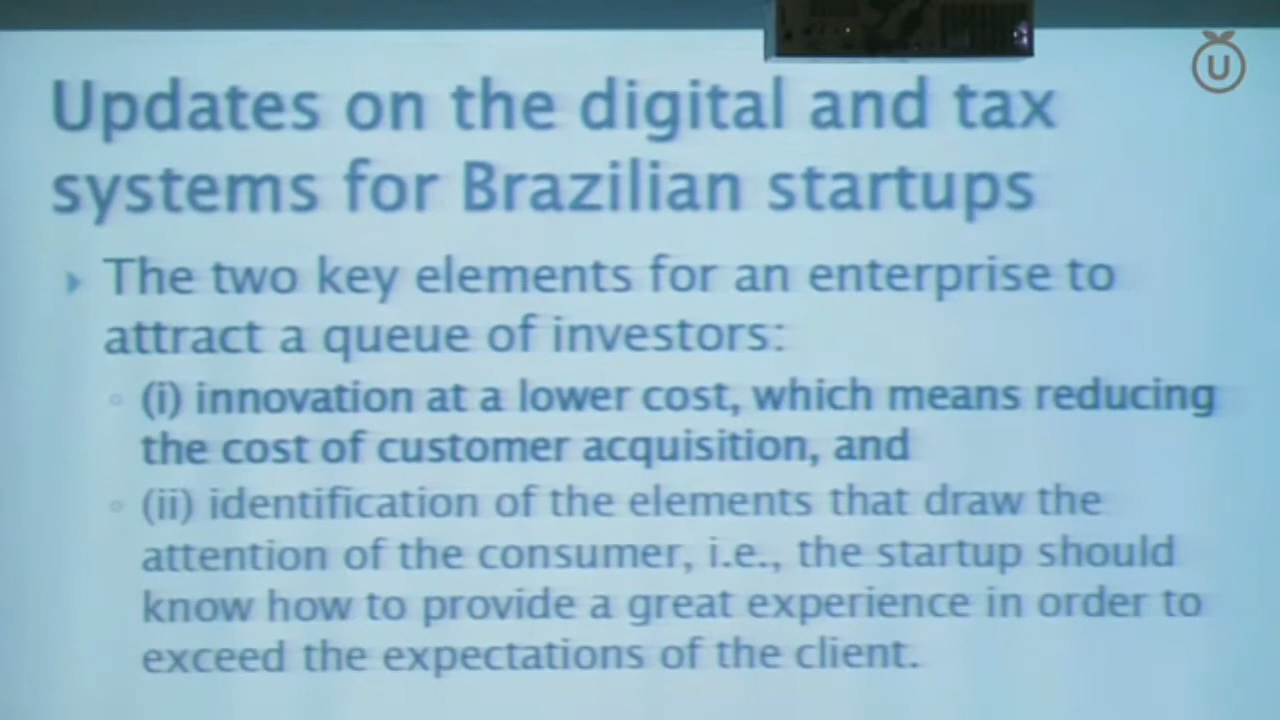 Updates on the digital and tax
systems for Brazilian startups
The two key elements for an enterprise to
attract a queue of investors:
(i) innovation at a lower cost, which means reducing
the cost of customer acquisition, and
(ii) identification of the elements that draw the
attention of the consumer, i.e., the startup should
know how to provide a great experience in order to
exceed the expectations of the client.
U